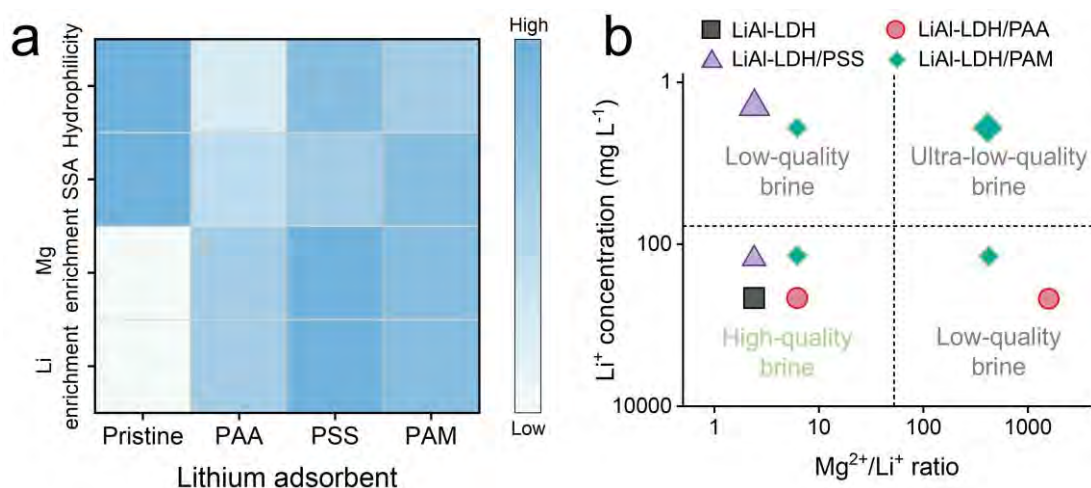 a
Hydrophilicity
SSA
Mg
enrichment
Li
enrichment
Pristine
PAA
PSS
PAM
Lithium adsorbent
High
Low
b
LiAl-LDH
LiAl-LDH/PAA
LiAl-LDH/PSS
LiAl-LDH/PAM
Li⁺ concentration (mg L⁻¹)
1
100
10000
Low-quality
brine
Ultra-low-quality
brine
High-quality
brine
Low-quality
brine
1
10
100
1000
Mg²⁺/Li⁺ ratio